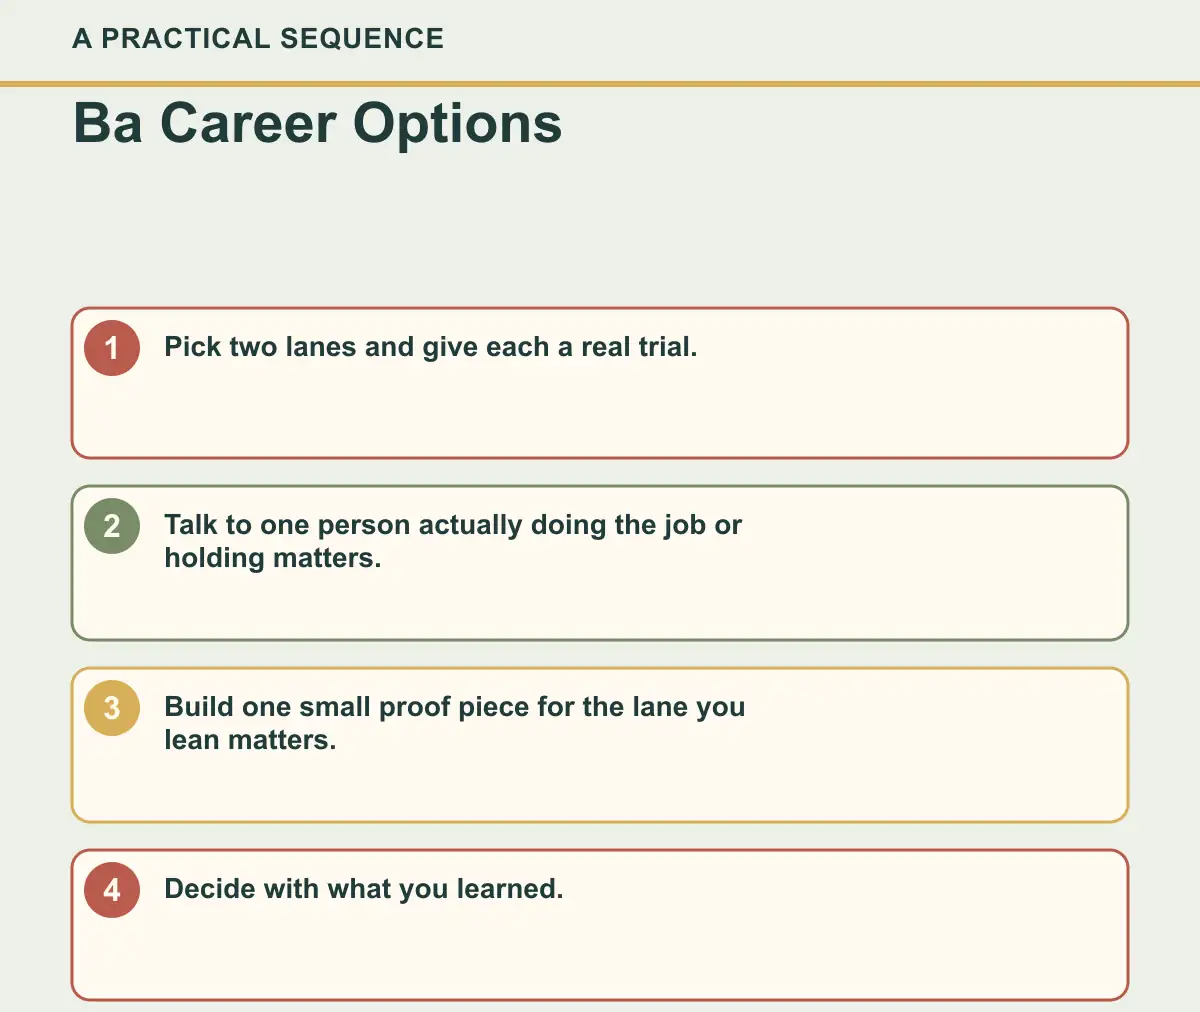 A PRACTICAL SEQUENCE
Ba Career Options
1
Pick two lanes and give each a real trial.
2
Talk to one person actually doing the job or
holding matters.
3
Build one small proof piece for the lane you
lean matters.
4
Decide with what you learned.